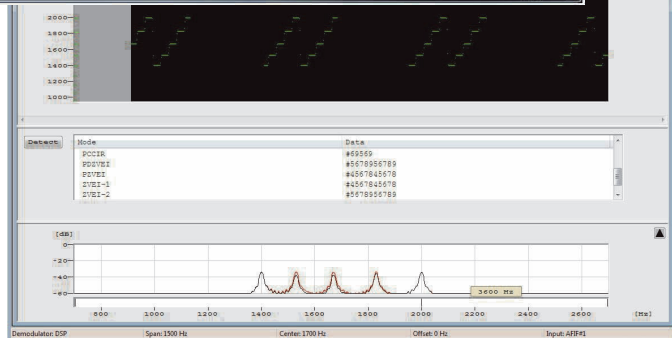 2000
1800
1600
1400
1200
1000
Detect
Mode Data
PCCIR #69569
PDZVEI #5678956789
PZVEI #4567845678
ZVEI-1 #4567845678
ZVEI-2 #5678956789
[dB]
0
-20
-40
-60
3600 Hz
800 1000 1200 1400 1600 1800 2000 2200 2400 2600 [Hz]
Demodulator: DSP Span: 1500 Hz Center: 1700 Hz Offset: 0 Hz Input: AFIF#1